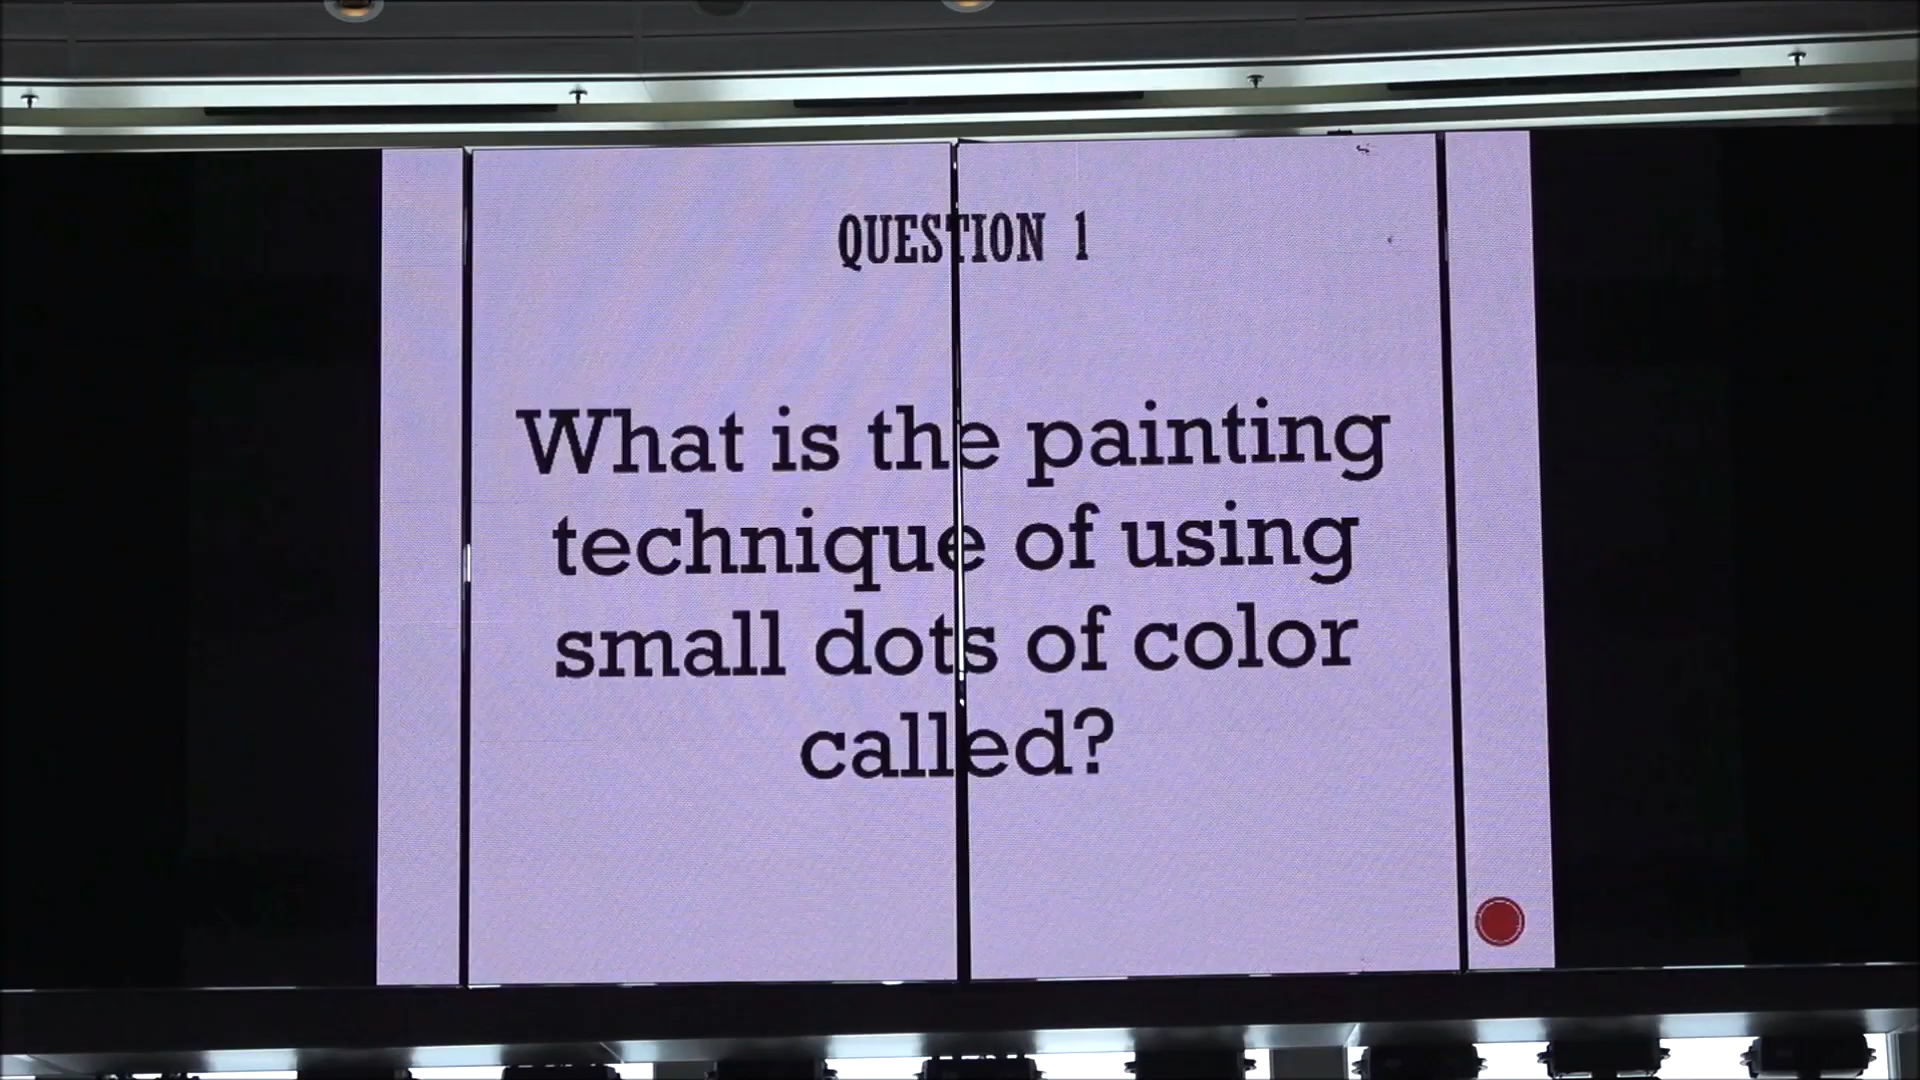 QUESTION 1
What is the painting
technique of using
small dots of color
called?